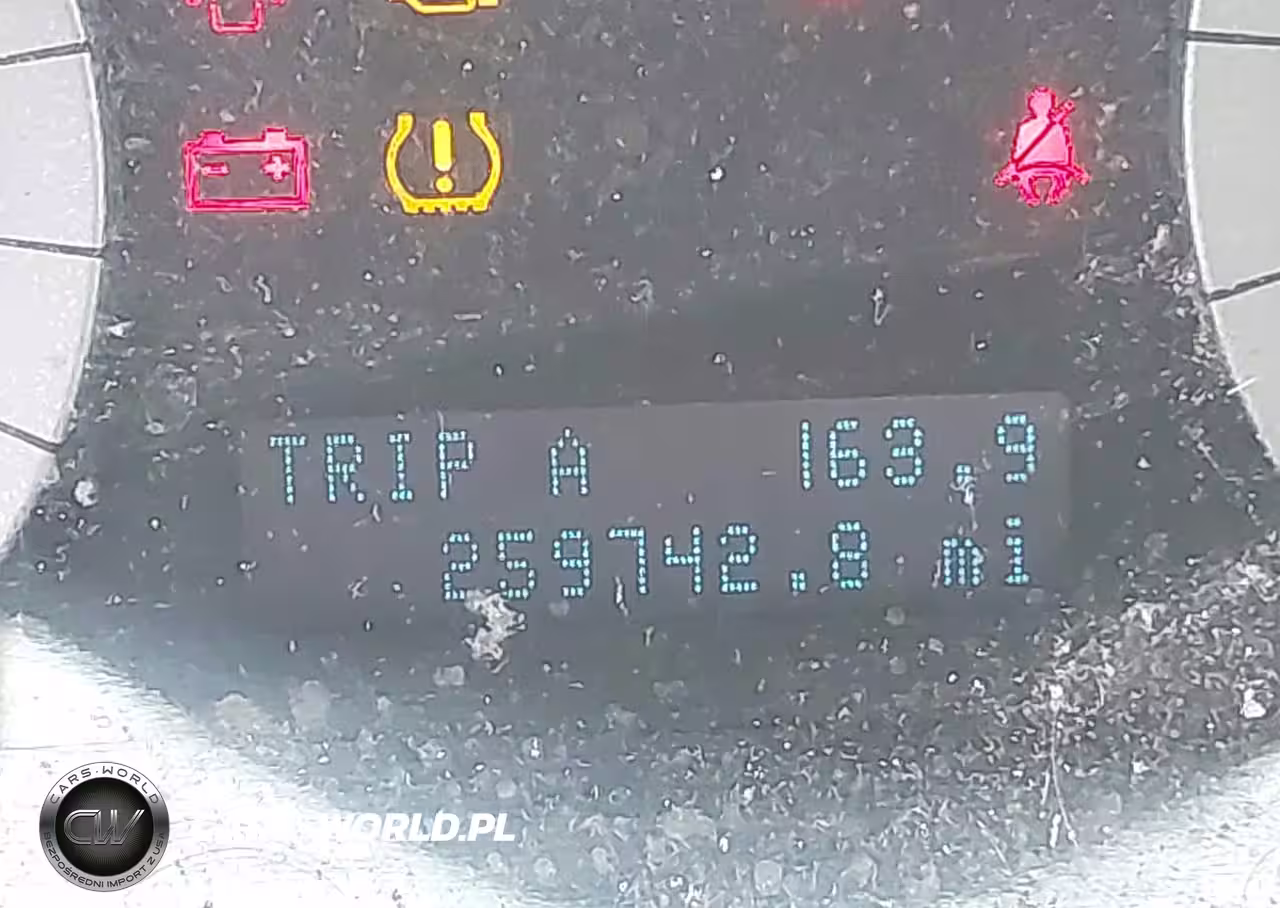 TRIP A 163.9
259742.8 mi
CARS-WORLD
CW
BEZPOŚREDNI IMPORT Z USA
WORLD.PL